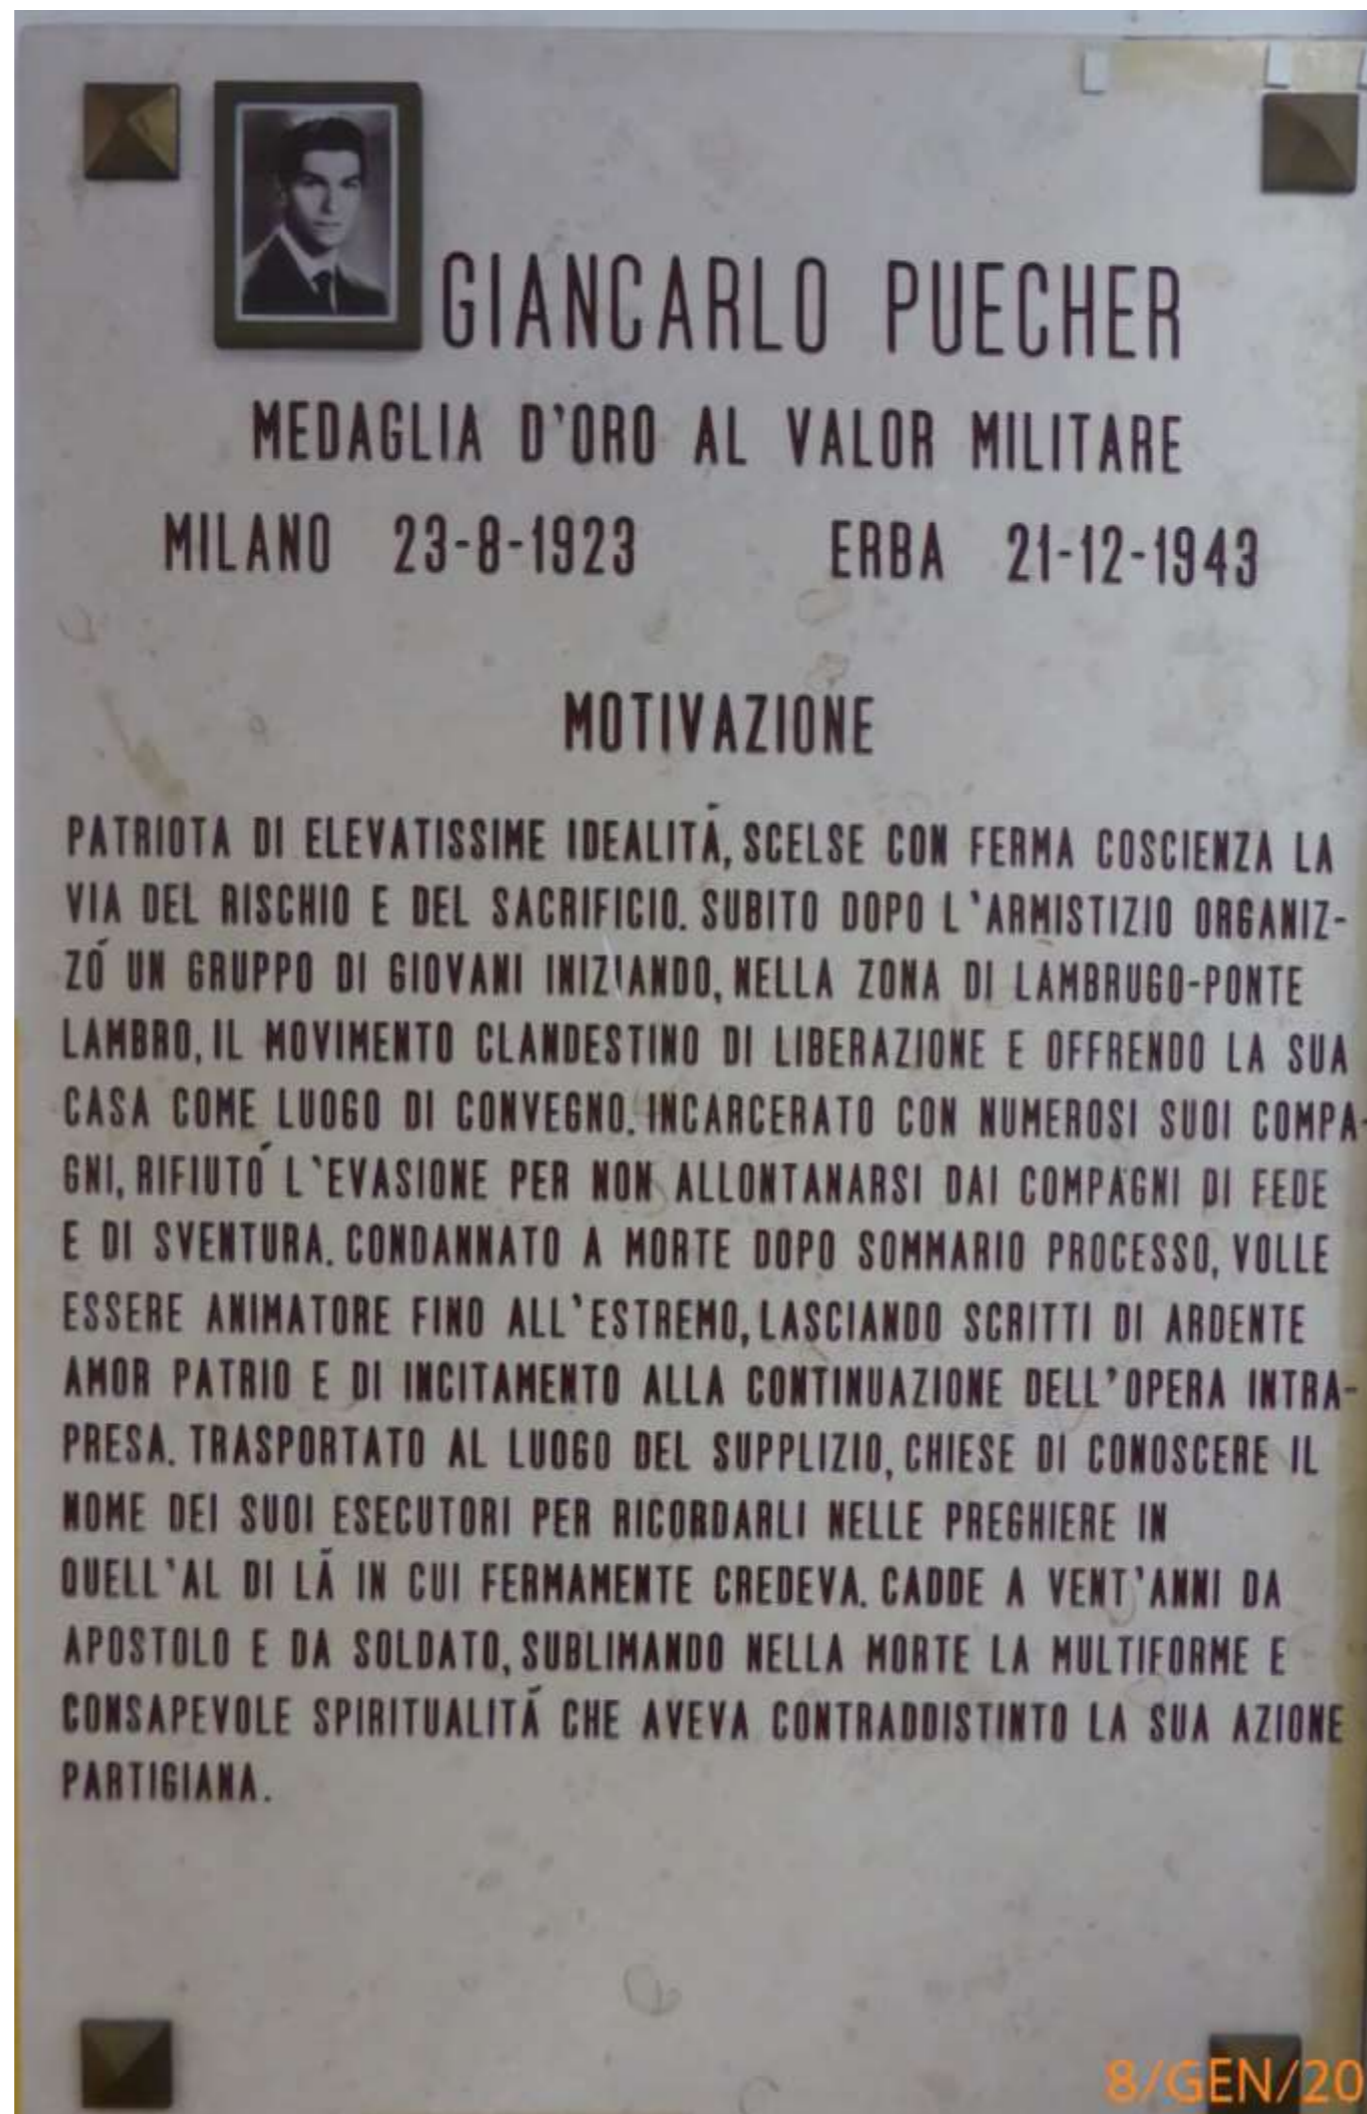 GIANCARLO PUECHER
MEDAGLIA D'ORO AL VALOR MILITARE
MILANO 23-8-1923 ERBA 21-12-1943
MOTIVAZIONE
PATRIOTA DI ELEVATISSIME IDEALITÁ, SCELSE CON FERMA COSCIENZA LA
VIA DEL RISCHIO E DEL SACRIFICIO. SUBITO DOPO L'ARMISTIZIO ORGANIZ-
ZÓ UN GRUPPO DI GIOVANI INIZIANDO, NELLA ZONA DI LAMBRUGO-PONTE
LAMBRO, IL MOVIMENTO CLANDESTINO DI LIBERAZIONE E OFFRENDO LA SUA
CASA COME LUOGO DI CONVEGNO. INCARCERATO CON NUMEROSI SUOI COMPA-
GNI, RIFIUTÓ L'EVASIONE PER NON ALLONTANARSI DAI COMPAGNI DI FEDE
E DI SVENTURA. CONDANNATO A MORTE DOPO SOMMARIO PROCESSO, VOLLE
ESSERE ANIMATORE FINO ALL'ESTREMO, LASCIANDO SCRITTI DI ARDENTE
AMOR PATRIO E DI INCITAMENTO ALLA CONTINUAZIONE DELL'OPERA INTRA-
PRESA. TRASPORTATO AL LUOGO DEL SUPPLIZIO, CHIESE DI CONOSCERE IL
NOME DEI SUOI ESECUTORI PER RICORDARLI NELLE PREGHIERE IN
QUELL'AL DI LÁ IN CUI FERMAMENTE CREDEVA. CADDE A VENT'ANNI DA
APOSTOLO E DA SOLDATO, SUBLIMANDO NELLA MORTE LA MULTIFORME E
CONSAPEVOLE SPIRITUALITÁ CHE AVEVA CONTRADDISTINTO LA SUA AZIONE
PARTIGIANA.
8/GEN/20